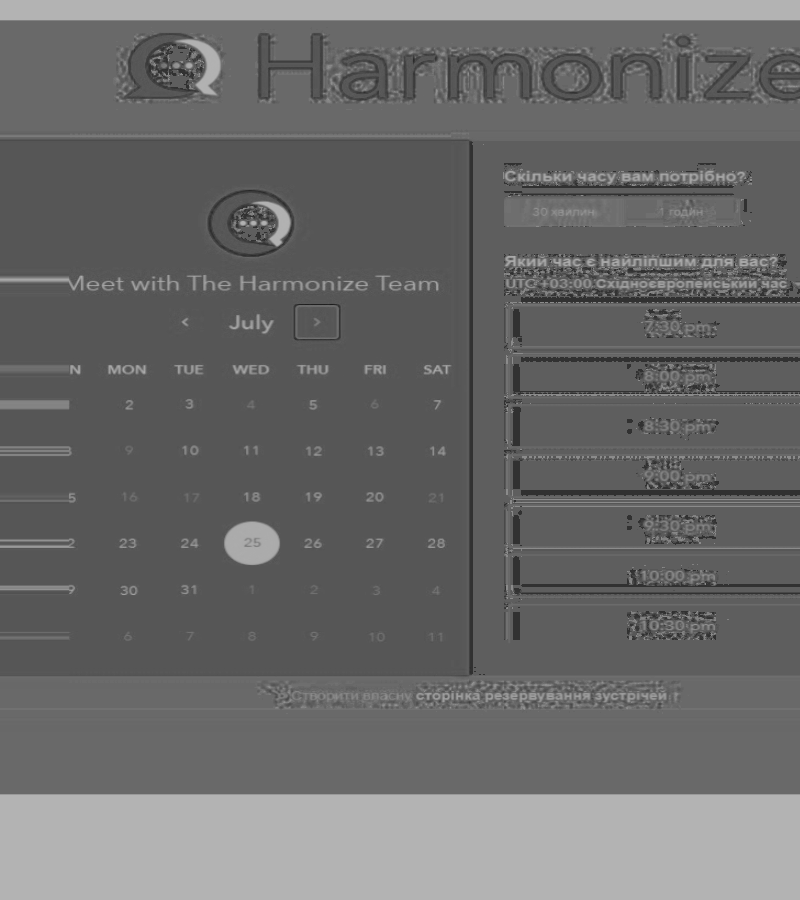 Harmonize
Meet with The Harmonize Team
July
N MON TUE WED THU FRI SAT
2 3 4 5 6 7
9 10 11 12 13 14
5 16 17 18 19 20 21
2 23 24 25 26 27 28
9 30 31 1 2 3 4
6 7 8 9 10 11
Скільки часу вам потрібно?
30 хвилин 1 годин
Який час є найліпшим для вас?
UTC +03:00 Східноєвропейський час
7:30 pm
8:00 pm
8:30 pm
9:00 pm
9:30 pm
10:00 pm
10:30 pm
Створити власну сторінка резервування зустрічей